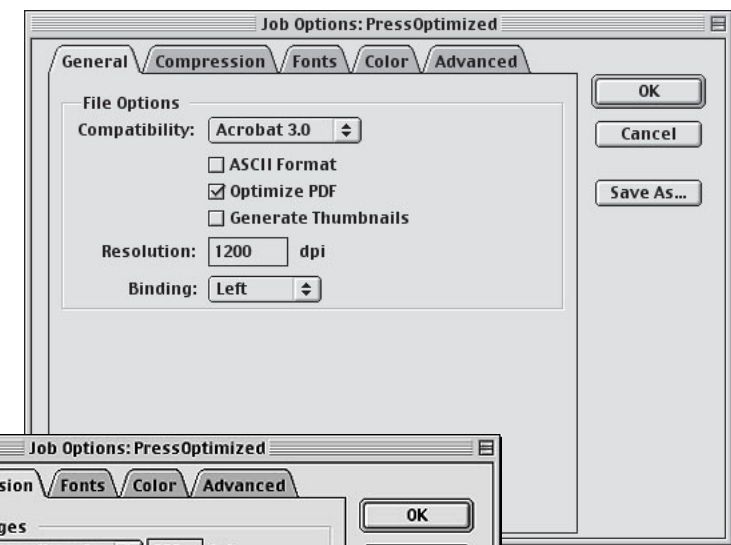 Job Options: PressOptimized
General Compression Fonts Color Advanced
File Options
Compatibility: Acrobat 3.0
ASCII Format
Optimize PDF
Generate Thumbnails
Resolution: 1200 dpi
Binding: Left
OK
Cancel
Save As...
Job Options: PressOptimized
sion Fonts Color Advanced
ges
OK